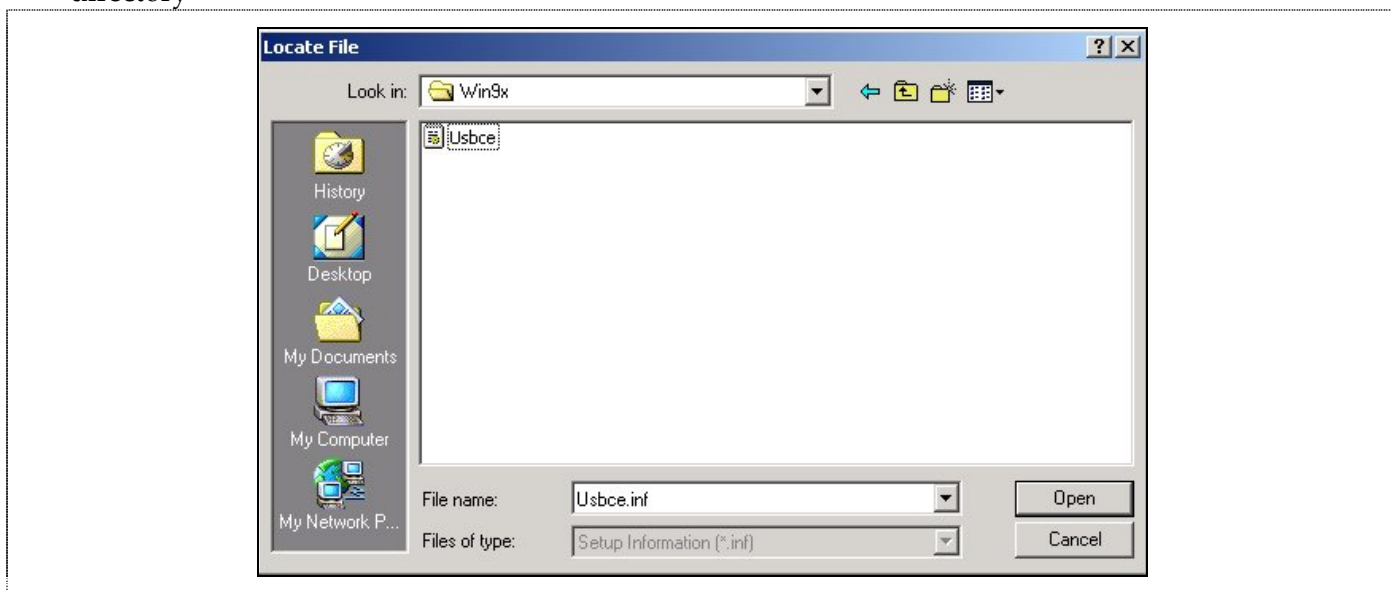 directory
Locate File
Look in: Win9x
Usbce
History
Desktop
My Documents
My Computer
My Network P...
File name: Usbce.inf Open
Files of type: Setup Information (*.inf) Cancel